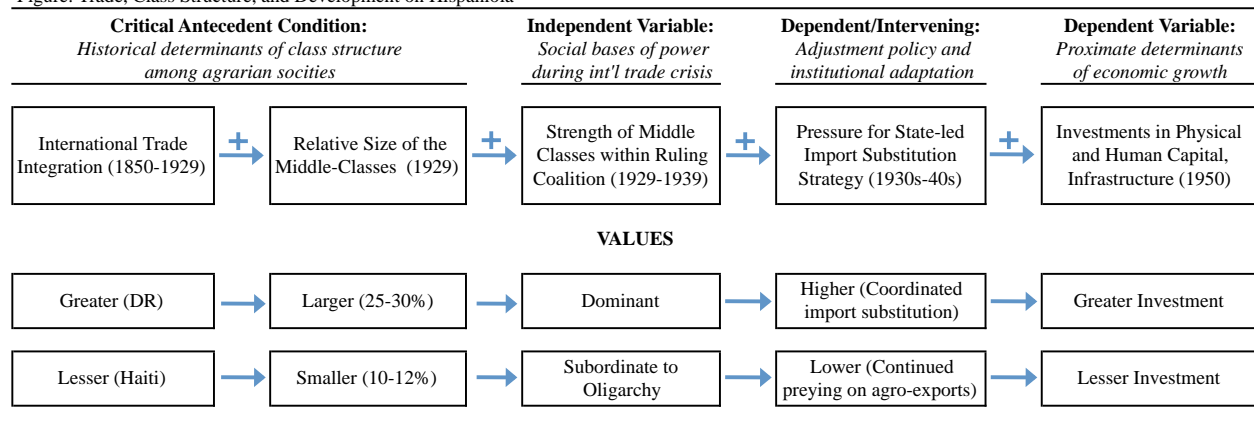 Figure: Trade, Class Structure, and Development on Hispaniola
Critical Antecedent Condition:
Historical determinants of class structure
among agrarian socities
Independent Variable:
Social bases of power
during int'l trade crisis
Dependent/Intervening:
Adjustment policy and
institutional adaptation
Dependent Variable:
Proximate determinants
of economic growth
International Trade
Integration (1850-1929)
+
Relative Size of the
Middle-Classes (1929)
+
Strength of Middle
Classes within Ruling
Coalition (1929-1939)
+
Pressure for State-led
Import Substitution
Strategy (1930s-40s)
+
Investments in Physical
and Human Capital,
Infrastructure (1950)
VALUES
Greater (DR)
Larger (25-30%)
Dominant
Higher (Coordinated
import substitution)
Greater Investment
Lesser (Haiti)
Smaller (10-12%)
Subordinate to
Oligarchy
Lower (Continued
preying on agro-exports)
Lesser Investment